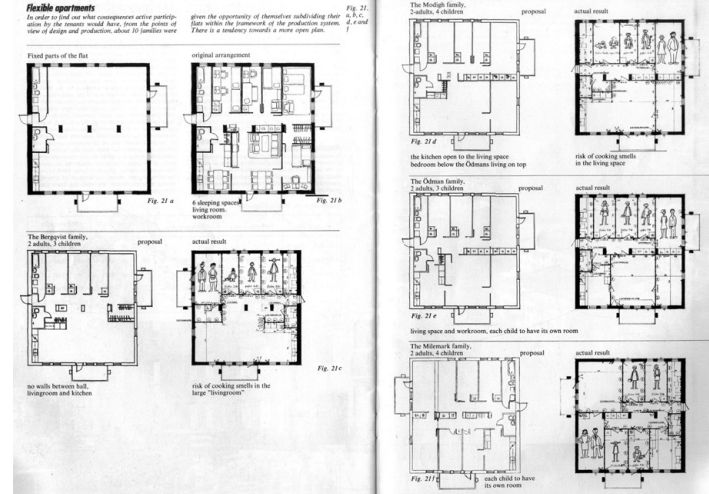 Flexible apartments
In order to find out what consequences active particip-
ation by the tenants would have, from the points of
view of design and production, about 10 families were
given the opportunity of themselves subdividing their
flats within the framework of the production system.
There is a tendency towards a more open plan.
Fig. 21.
a, b, c,
d, e and
f
Fixed parts of the flat
original arrangement
Fig. 21 a
6 sleeping spaces
living room.
workroom
Fig. 21 b
The Bergqvist family,
2 adults, 3 children
proposal
actual result
no walls between hall,
livingroom and kitchen
risk of cooking smells in the
large "livingroom"
Fig. 21c
The Modigh family,
2-adults, 4 children
proposal
actual result
Fig. 21 d
the kitchen open to the living space
bedroom below the Ödmans living on top
risk of cooking smells
in the living space
The Ödman family,
2 adults, 3 children
proposal
actual result
Fig. 21 e
living space and workroom, each child to have its own room
The Milemark family,
2 adults, 4 children
proposal
actual result
Fig. 21 f
each child to have
its own room